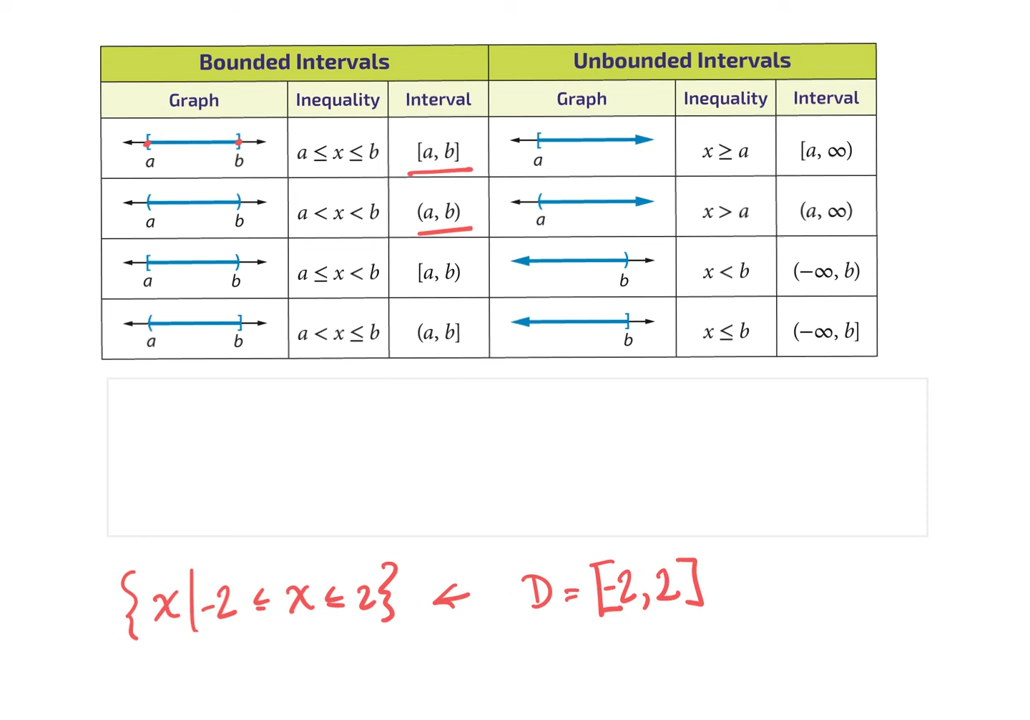 Bounded Intervals Unbounded Intervals
Graph Inequality Interval Graph Inequality Interval
[ ] a b a ≤ x ≤ b [a, b] [ a x ≥ a [a, ∞)
( ) a b a < x < b (a, b) ( a x > a (a, ∞)
[ ) a b a ≤ x < b [a, b) ) b x < b (−∞, b)
( ] a b a < x ≤ b (a, b] ] b x ≤ b (−∞, b]
{x|-2 ≤ x ≤ 2} ← D = [-2, 2]